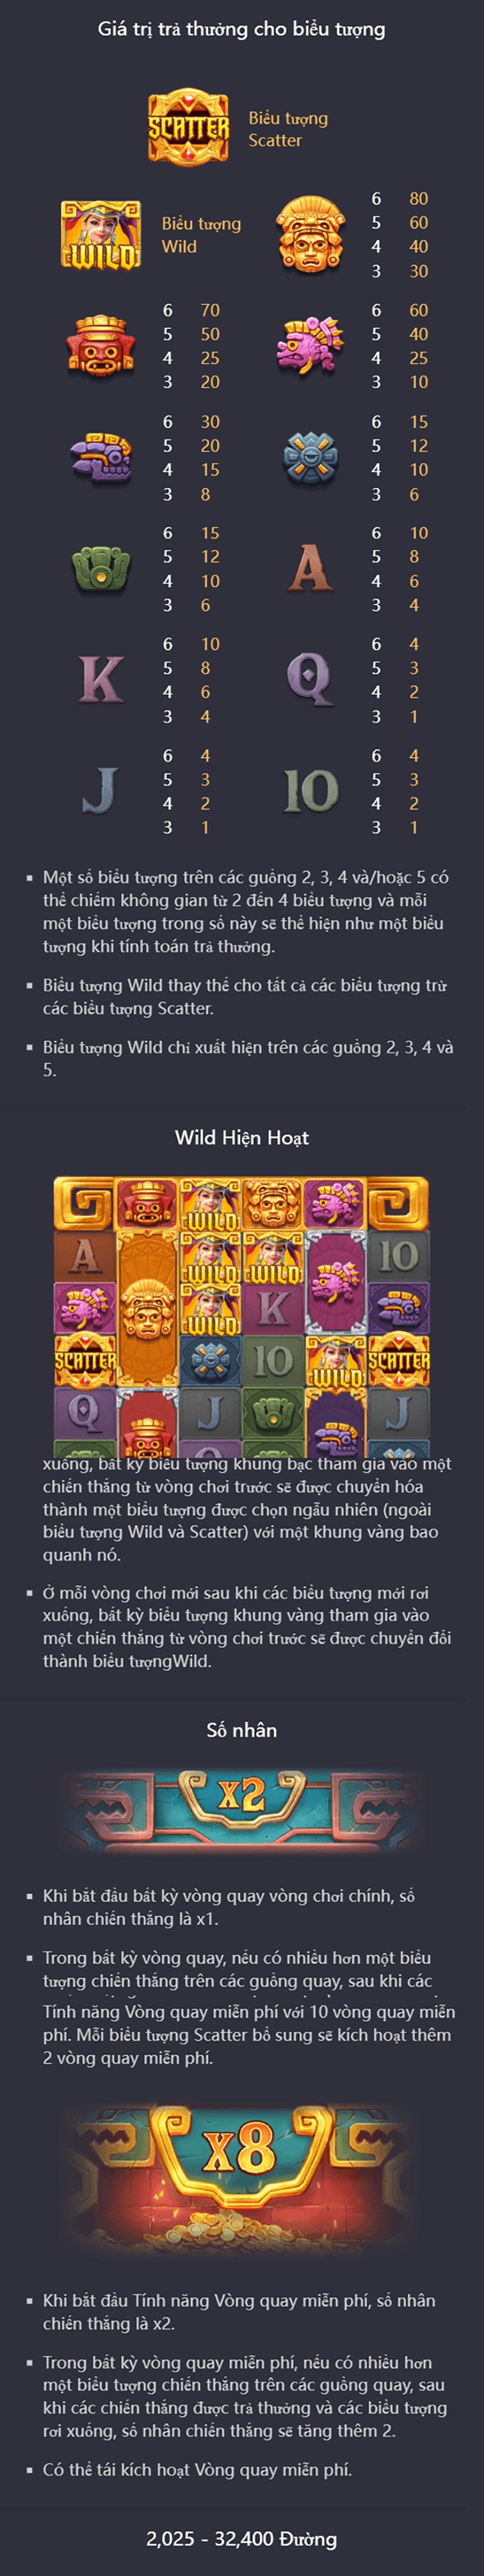 Giá trị trả thưởng cho biểu tượng
SCATTER
Biểu tượng
Scatter
WILD
Biểu tượng
Wild
6 80
5 60
4 40
3 30
6 70
5 50
4 25
3 20
6 60
5 40
4 25
3 10
6 30
5 20
4 15
3 8
6 15
5 12
4 10
3 6
6 15
5 12
4 10
3 6
A
6 10
5 8
4 6
3 4
K
6 10
5 8
4 6
3 4
Q
6 4
5 3
4 2
3 1
J
6 4
5 3
4 2
3 1
10
6 4
5 3
4 2
3 1
Một số biểu tượng trên các guồng 2, 3, 4 và/hoặc 5 có
thể chiếm không gian từ 2 đến 4 biểu tượng và mỗi
một biểu tượng trong số này sẽ thể hiện như một biểu
tượng khi tính toán trả thưởng.
Biểu tượng Wild thay thế cho tất cả các biểu tượng trừ
các biểu tượng Scatter.
Biểu tượng Wild chỉ xuất hiện trên các guồng 2, 3, 4 và
5.
Wild Hiện Hoạt
WILD
A WILD WILD 10
WILD K
SCATTER 10 WILD SCATTER
Q J J
xuống, bất kỳ biểu tượng khung bạc tham gia vào một
chiến thắng từ vòng chơi trước sẽ được chuyển hóa
thành một biểu tượng được chọn ngẫu nhiên (ngoài
biểu tượng Wild và Scatter) với một khung vàng bao
quanh nó.
Ở mỗi vòng chơi mới sau khi các biểu tượng mới rơi
xuống, bất kỳ biểu tượng khung vàng tham gia vào
một chiến thắng từ vòng chơi trước sẽ được chuyển đổi
thành biểu tượngWild.
Số nhân
x2
Khi bắt đầu bất kỳ vòng quay vòng chơi chính, số
nhân chiến thắng là x1.
Trong bất kỳ vòng quay, nếu có nhiều hơn một biểu
tượng chiến thắng trên các guồng quay, sau khi các
Tính năng Vòng quay miễn phí với 10 vòng quay miễn
phí. Mỗi biểu tượng Scatter bổ sung sẽ kích hoạt thêm
2 vòng quay miễn phí.
x8
Khi bắt đầu Tính năng Vòng quay miễn phí, số nhân
chiến thắng là x2.
Trong bất kỳ vòng quay miễn phí, nếu có nhiều hơn
một biểu tượng chiến thắng trên các guồng quay, sau
khi các chiến thắng được trả thưởng và các biểu tượng
rơi xuống, số nhân chiến thắng sẽ tăng thêm 2.
Có thể tái kích hoạt Vòng quay miễn phí.
2,025 - 32,400 Đường